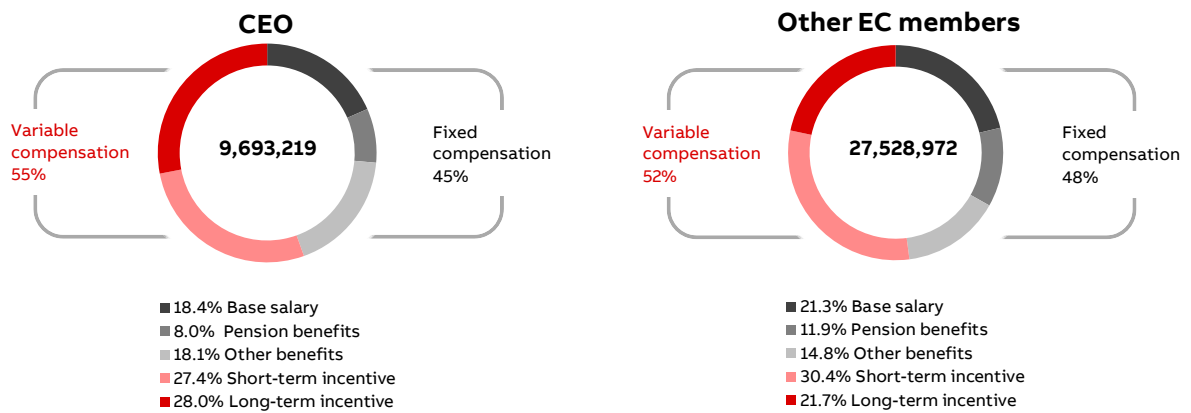 CEO
Variable
compensation
55%
9,693,219
Fixed
compensation
45%
18.4% Base salary
8.0% Pension benefits
18.1% Other benefits
27.4% Short-term incentive
28.0% Long-term incentive
Other EC members
Variable
compensation
52%
27,528,972
Fixed
compensation
48%
21.3% Base salary
11.9% Pension benefits
14.8% Other benefits
30.4% Short-term incentive
21.7% Long-term incentive